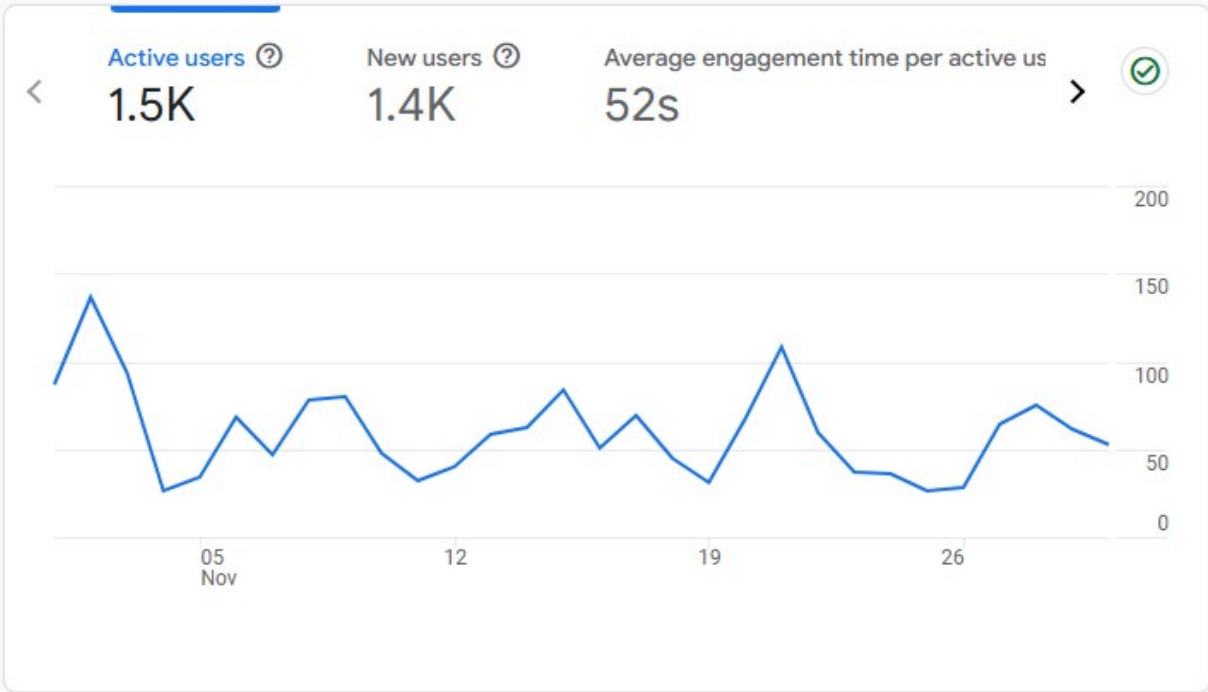 Active users
New users
Average engagement time per active us
1.5K
1.4K
52s
200
150
100
50
0
05
12
19
26
Nov